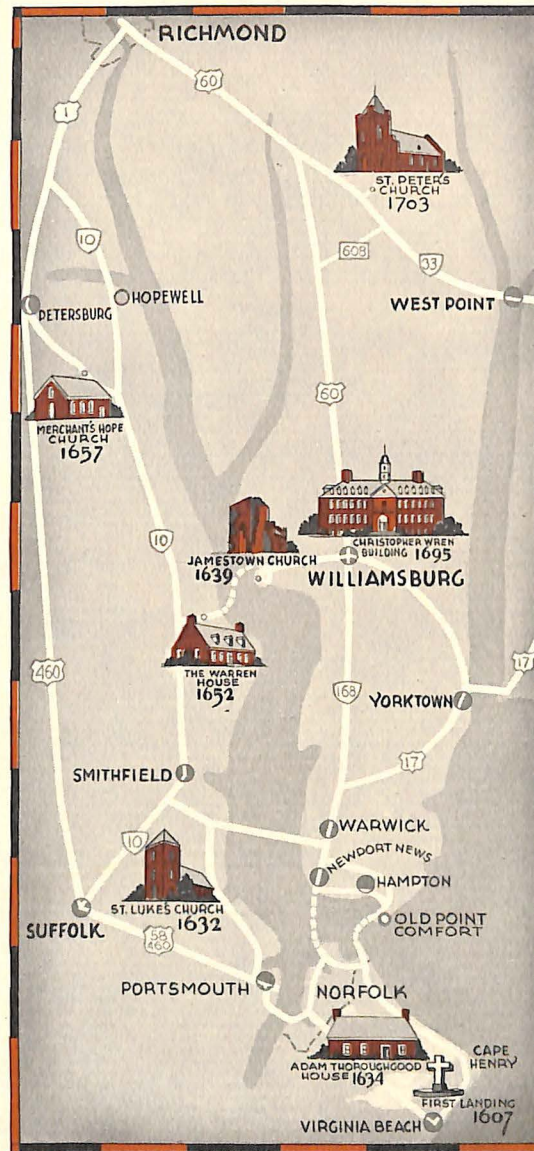 RICHMOND
60
1
ST. PETER'S
CHURCH
1703
10
608
33
HOPEWELL
WEST POINT
PETERSBURG
60
MERCHANT'S HOPE
CHURCH
1657
10
CHRISTOPHER WREN
BUILDING 1695
JAMESTOWN CHURCH
1639
WILLIAMSBURG
THE WARREN
HOUSE
1652
460
17
168
YORKTOWN
17
SMITHFIELD
WARWICK
10
NEWPORT NEWS
HAMPTON
ST. LUKE'S CHURCH
1632
OLD POINT
COMFORT
SUFFOLK
58
460
PORTSMOUTH
NORFOLK
CAPE
HENRY
ADAM THOROUGHGOOD
HOUSE 1634
FIRST LANDING
1607
VIRGINIA BEACH